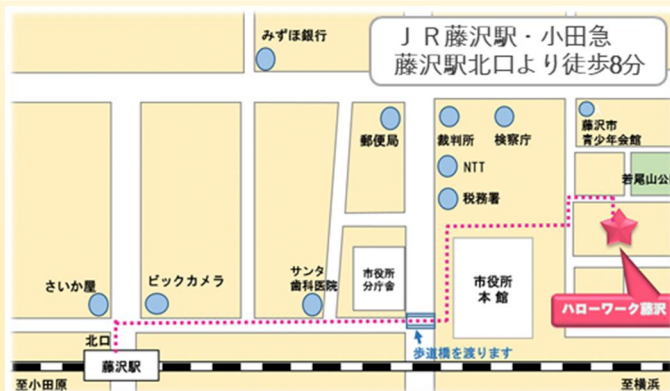 みずほ銀行
ＪＲ藤沢駅・小田急
藤沢駅北口より徒歩8分
郵便局
裁判所
検察庁
藤沢市
青少年会館
NTT
税務署
若尾山公
さいか屋
ビックカメラ
サンタ
歯科医院
市役所
分庁舎
市役所
本館
ハローワーク藤沢
北口
藤沢駅
歩道橋を渡ります
至小田原
至横浜